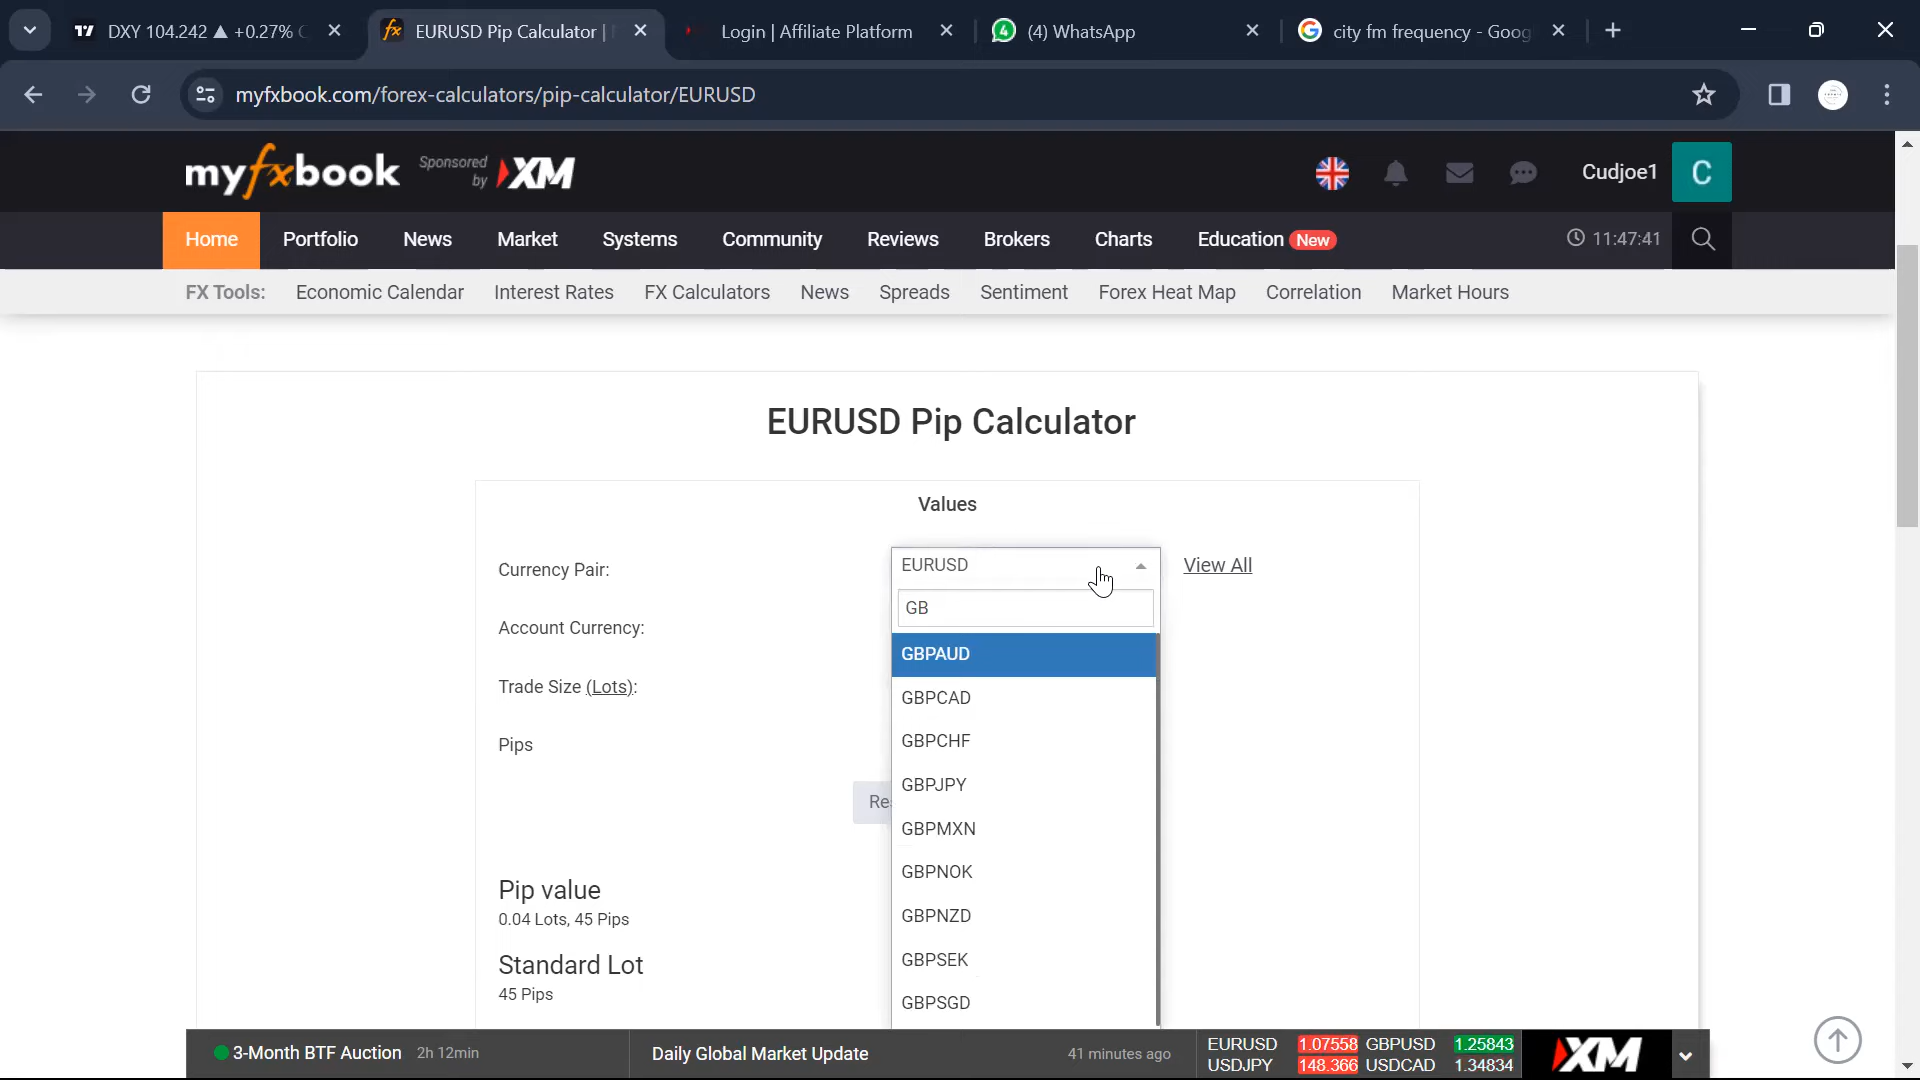 DXY 104.242 ▲ +0.27%
EURUSD Pip Calculator |
Login | Affiliate Platform
4 (4) WhatsApp
city fm frequency - Goog
myfxbook.com/forex-calculators/pip-calculator/EURUSD
myfxbook Sponsored by XM
Cudjoe1 C
Home Portfolio News Market Systems Community Reviews Brokers Charts Education New 11:47:41
FX Tools: Economic Calendar Interest Rates FX Calculators News Spreads Sentiment Forex Heat Map Correlation Market Hours
EURUSD Pip Calculator
Values
Currency Pair: EURUSD View All
GB
Account Currency:
GBPAUD
Trade Size (Lots):
GBPCAD
Pips
GBPCHF
GBPJPY
Re
GBPMXN
GBPNOK
Pip value
0.04 Lots, 45 Pips
GBPNZD
Standard Lot
GBPSEK
45 Pips
GBPSGD
3-Month BTF Auction 2h 12min
Daily Global Market Update 41 minutes ago
EURUSD 1.07558 GBPUSD 1.25843
USDJPY 148.366 USDCAD 1.34834
XM